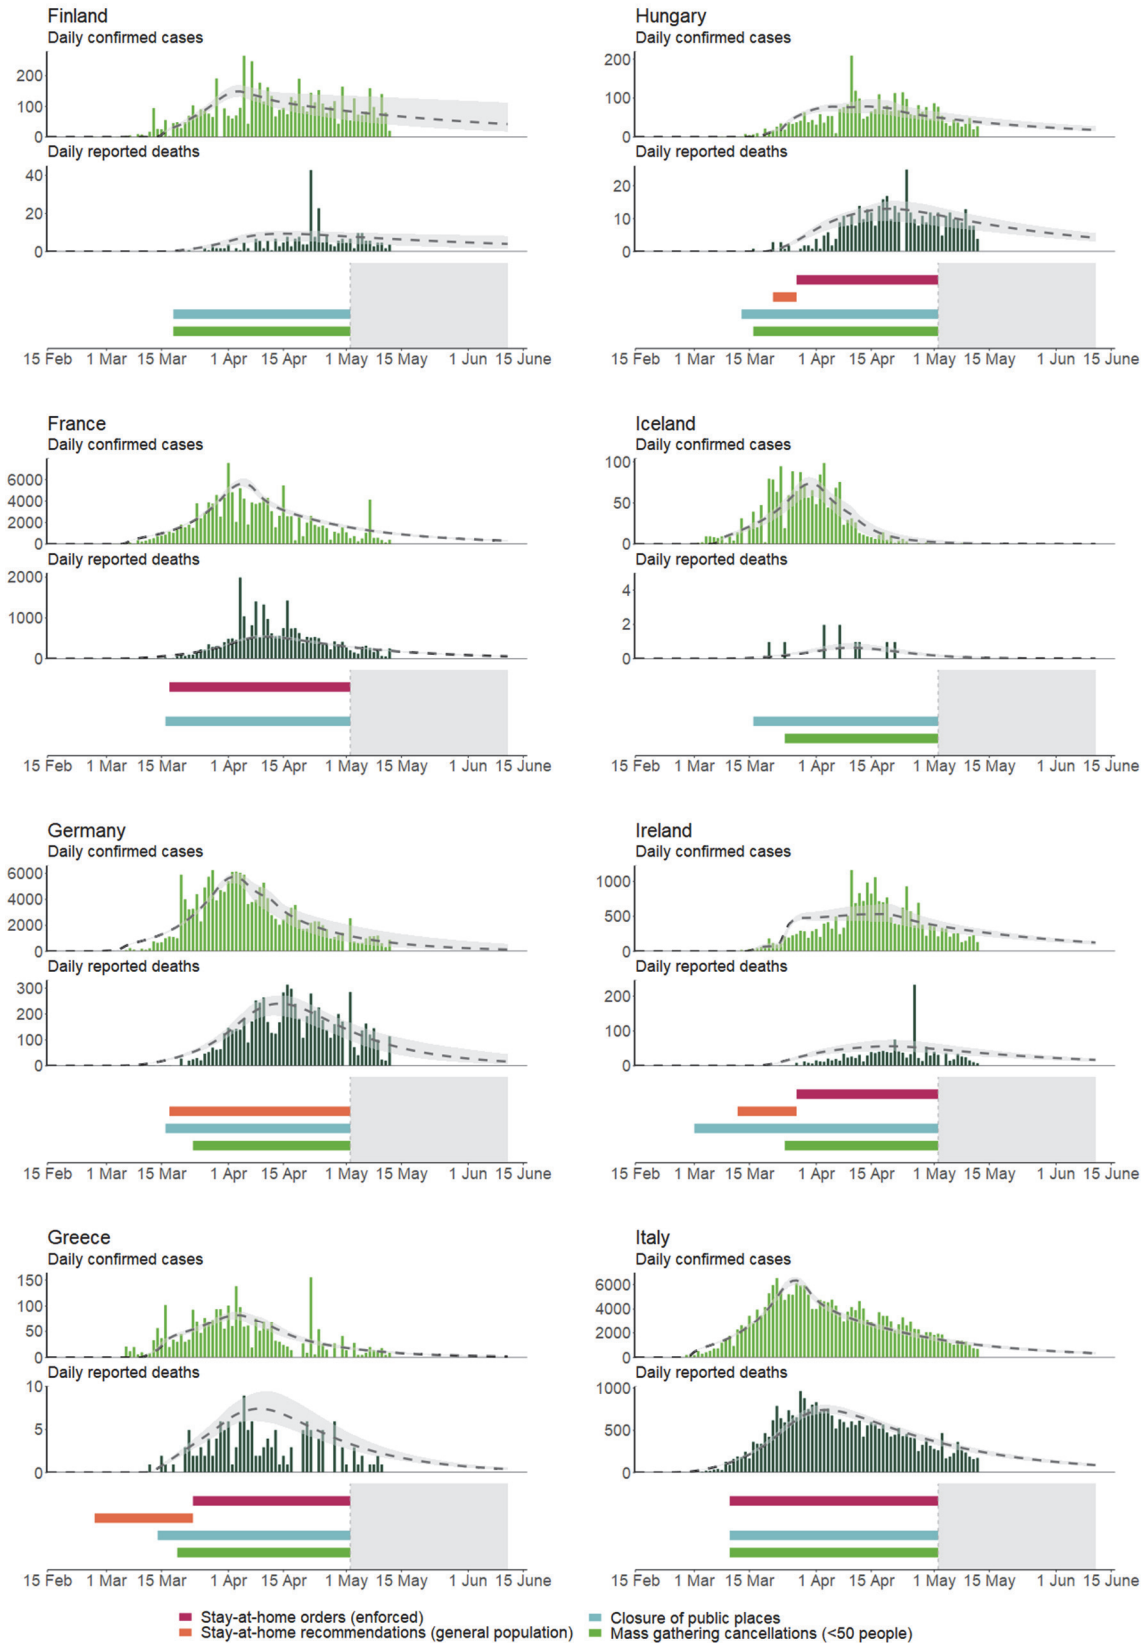 Finland
Daily confirmed cases
200
100
0
Daily reported deaths
40
20
0
15 Feb 1 Mar 15 Mar 1 Apr 15 Apr 1 May 15 May 1 Jun 15 June
Hungary
Daily confirmed cases
200
100
0
Daily reported deaths
20
10
0
15 Feb 1 Mar 15 Mar 1 Apr 15 Apr 1 May 15 May 1 Jun 15 June
France
Daily confirmed cases
6000
4000
2000
0
Daily reported deaths
2000
1000
0
15 Feb 1 Mar 15 Mar 1 Apr 15 Apr 1 May 15 May 1 Jun 15 June
Iceland
Daily confirmed cases
100
50
0
Daily reported deaths
4
2
0
15 Feb 1 Mar 15 Mar 1 Apr 15 Apr 1 May 15 May 1 Jun 15 June
Germany
Daily confirmed cases
6000
4000
2000
0
Daily reported deaths
300
200
100
0
15 Feb 1 Mar 15 Mar 1 Apr 15 Apr 1 May 15 May 1 Jun 15 June
Ireland
Daily confirmed cases
1000
500
0
Daily reported deaths
200
100
0
15 Feb 1 Mar 15 Mar 1 Apr 15 Apr 1 May 15 May 1 Jun 15 June
Greece
Daily confirmed cases
150
100
50
0
Daily reported deaths
10
5
0
15 Feb 1 Mar 15 Mar 1 Apr 15 Apr 1 May 15 May 1 Jun 15 June
Italy
Daily confirmed cases
6000
4000
2000
0
Daily reported deaths
1000
500
0
15 Feb 1 Mar 15 Mar 1 Apr 15 Apr 1 May 15 May 1 Jun 15 June
Stay-at-home orders (enforced)
Stay-at-home recommendations (general population)
Closure of public places
Mass gathering cancellations (<50 people)